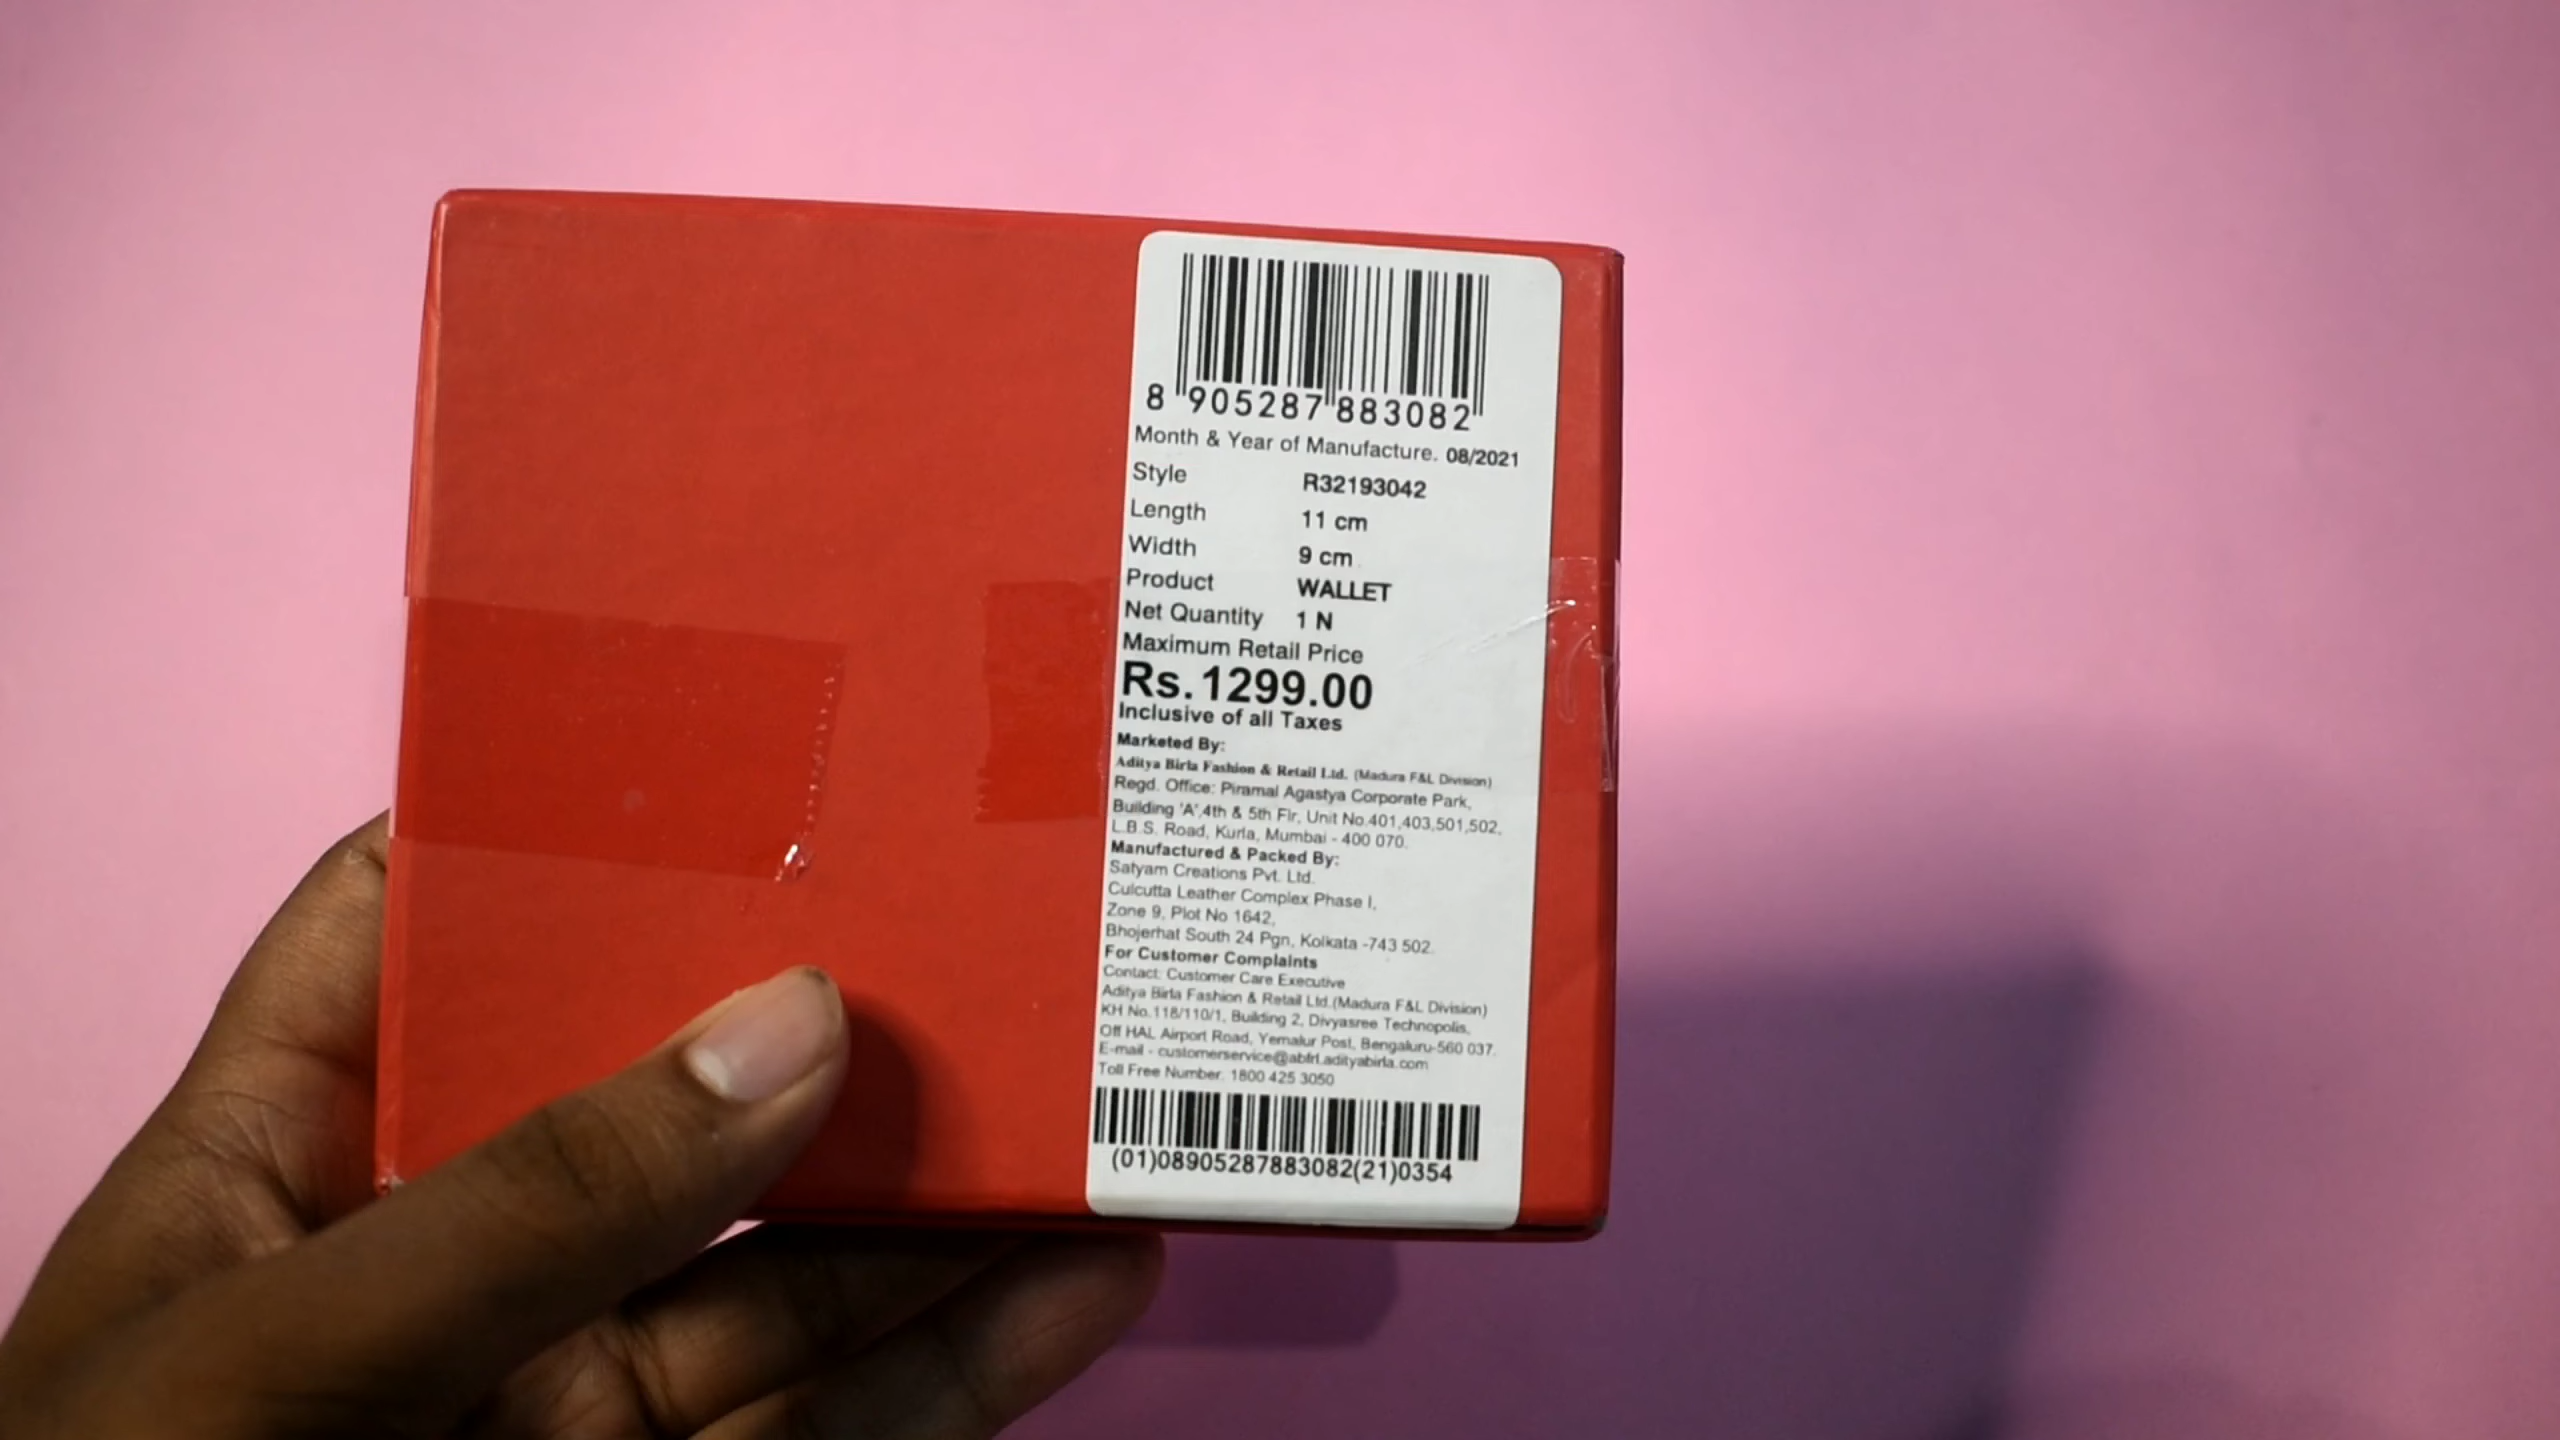 8 905287 883082
Month & Year of Manufacture. 08/2021
Style R32193042
Length 11 cm
Width 9 cm
Product WALLET
Net Quantity 1 N
Maximum Retail Price
Rs. 1299.00
Inclusive of all Taxes
Marketed By:
Aditya Birla Fashion & Retail Ltd. (Madura F&L Division)
Regd. Office: Piramal Agastya Corporate Park,
Building 'A',4th & 5th Flr, Unit No.401,403,501,502,
L.B.S. Road, Kurla, Mumbai - 400 070.
Manufactured & Packed By:
Satyam Creations Pvt. Ltd.
Culcutta Leather Complex Phase I,
Zone 9, Plot No 1642,
Bhojerhat South 24 Pgn, Kolkata -743 502.
For Customer Complaints
Contact: Customer Care Executive
Aditya Birla Fashion & Retail Ltd.(Madura F&L Division)
KH No.118/110/1, Building 2, Divyasree Technopolis,
Off HAL Airport Road, Yemalur Post, Bengaluru-560 037.
E-mail - customerservice@abfrl.adityabirla.com
Toll Free Number. 1800 425 3050
(01)08905287883082(21)0354